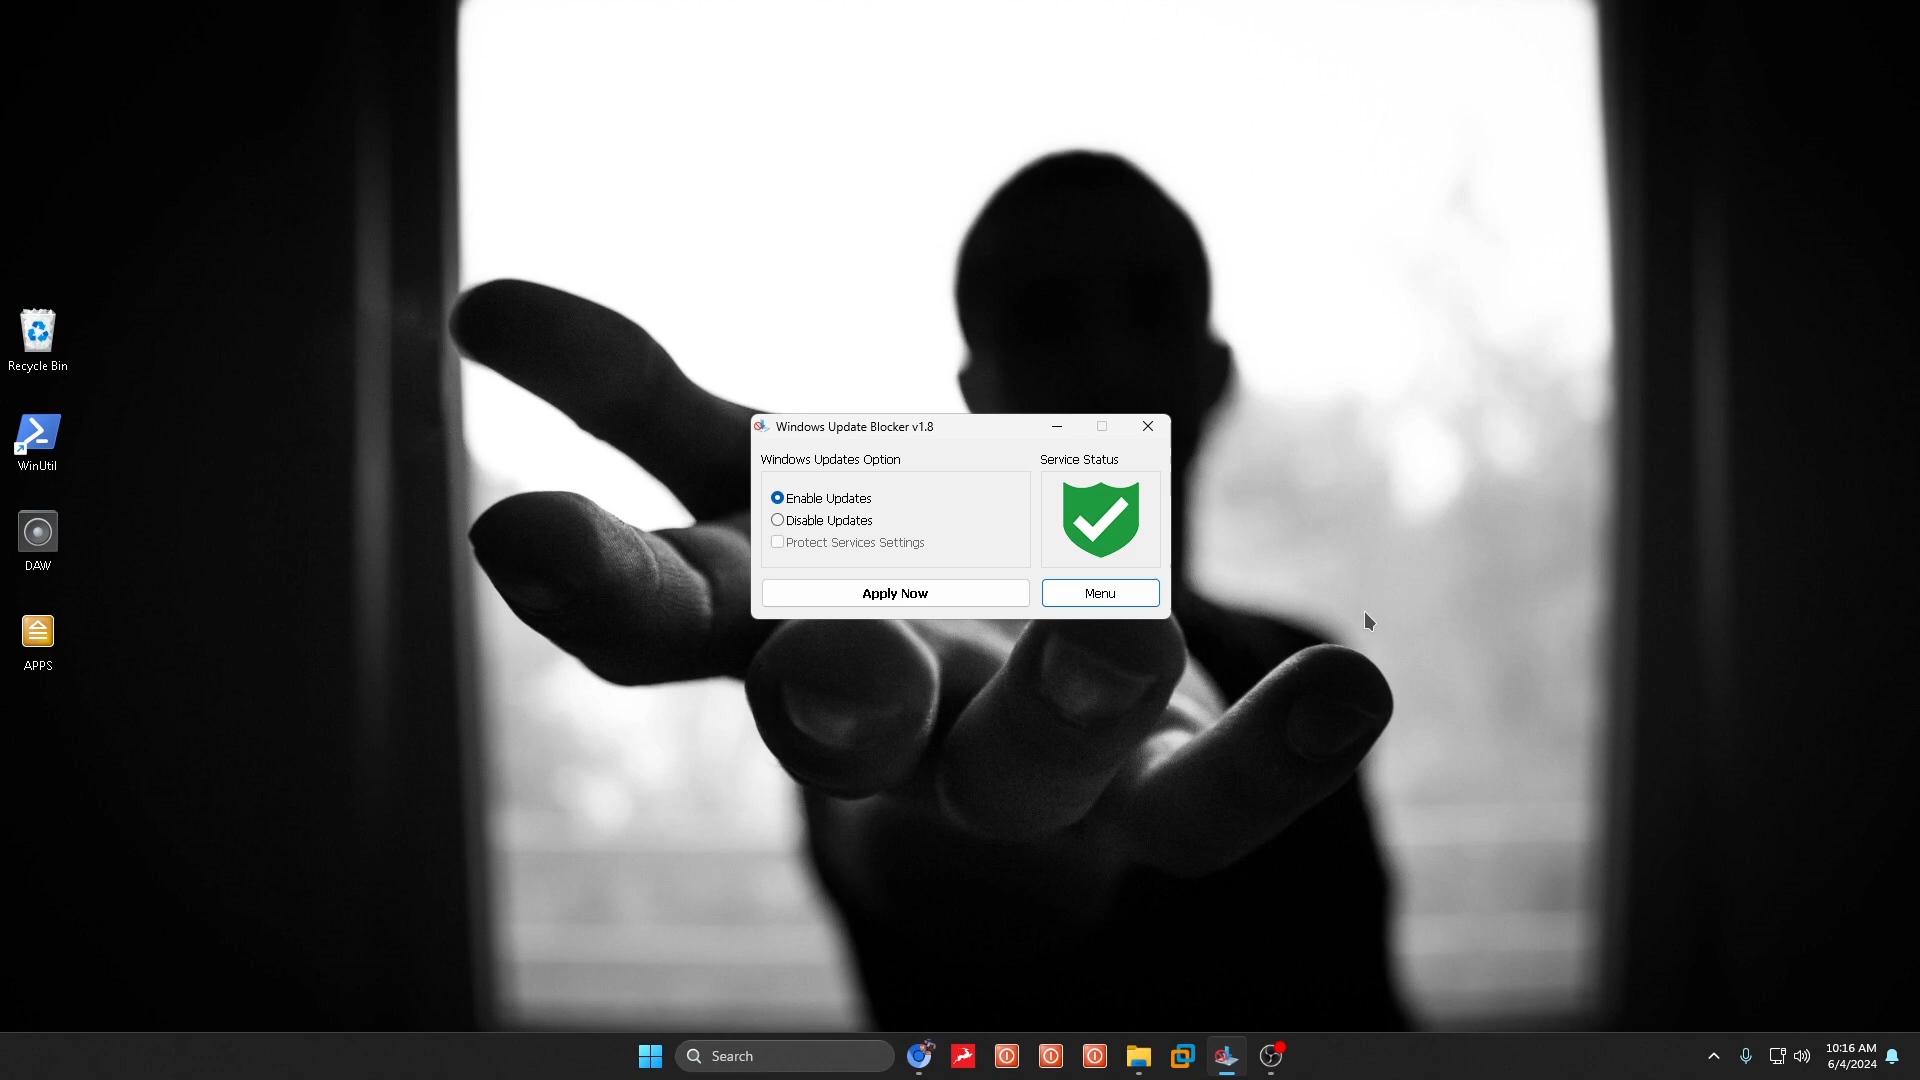 Recycle Bin
WinUtil
DAW
APPS
Windows Update Blocker v1.8
Windows Updates Option
Service Status
Enable Updates
Disable Updates
Protect Services Settings
Apply Now
Menu
Search
10:16 AM
6/4/2024